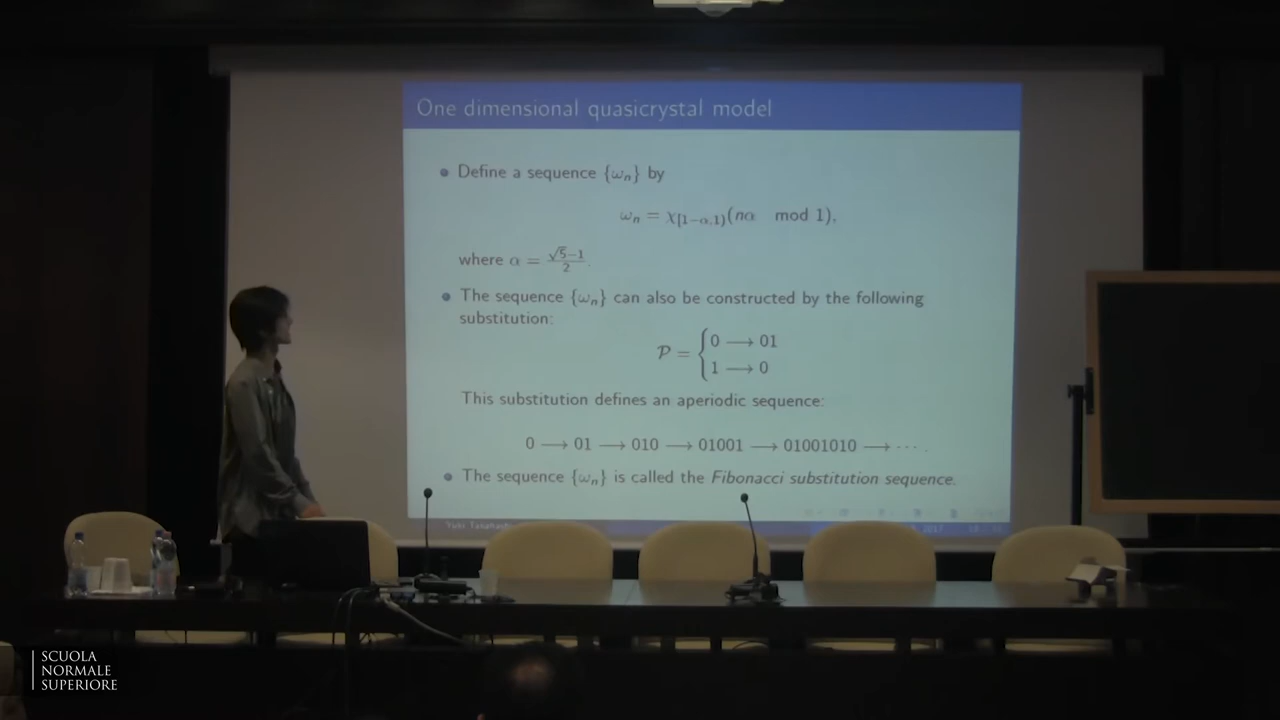 One dimensional quasicrystal model
Define a sequence {ωₙ} by
ωₙ = χ[1−α,1)(nα mod 1),
where α = (√5−1)/2.
The sequence {ωₙ} can also be constructed by the following
substitution:
P = { 0 ⟶ 01
1 ⟶ 0
This substitution defines an aperiodic sequence:
0 ⟶ 01 ⟶ 010 ⟶ 01001 ⟶ 01001010 ⟶ ··· .
The sequence {ωₙ} is called the Fibonacci substitution sequence.
2017
SCUOLA
NORMALE
SUPERIORE